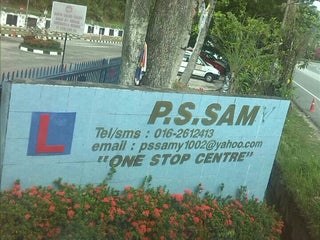 P.S.SAMY
L
Tel/sms : 016-2612413
email : pssamy1002@yahoo.com
"ONE STOP CENTRE"